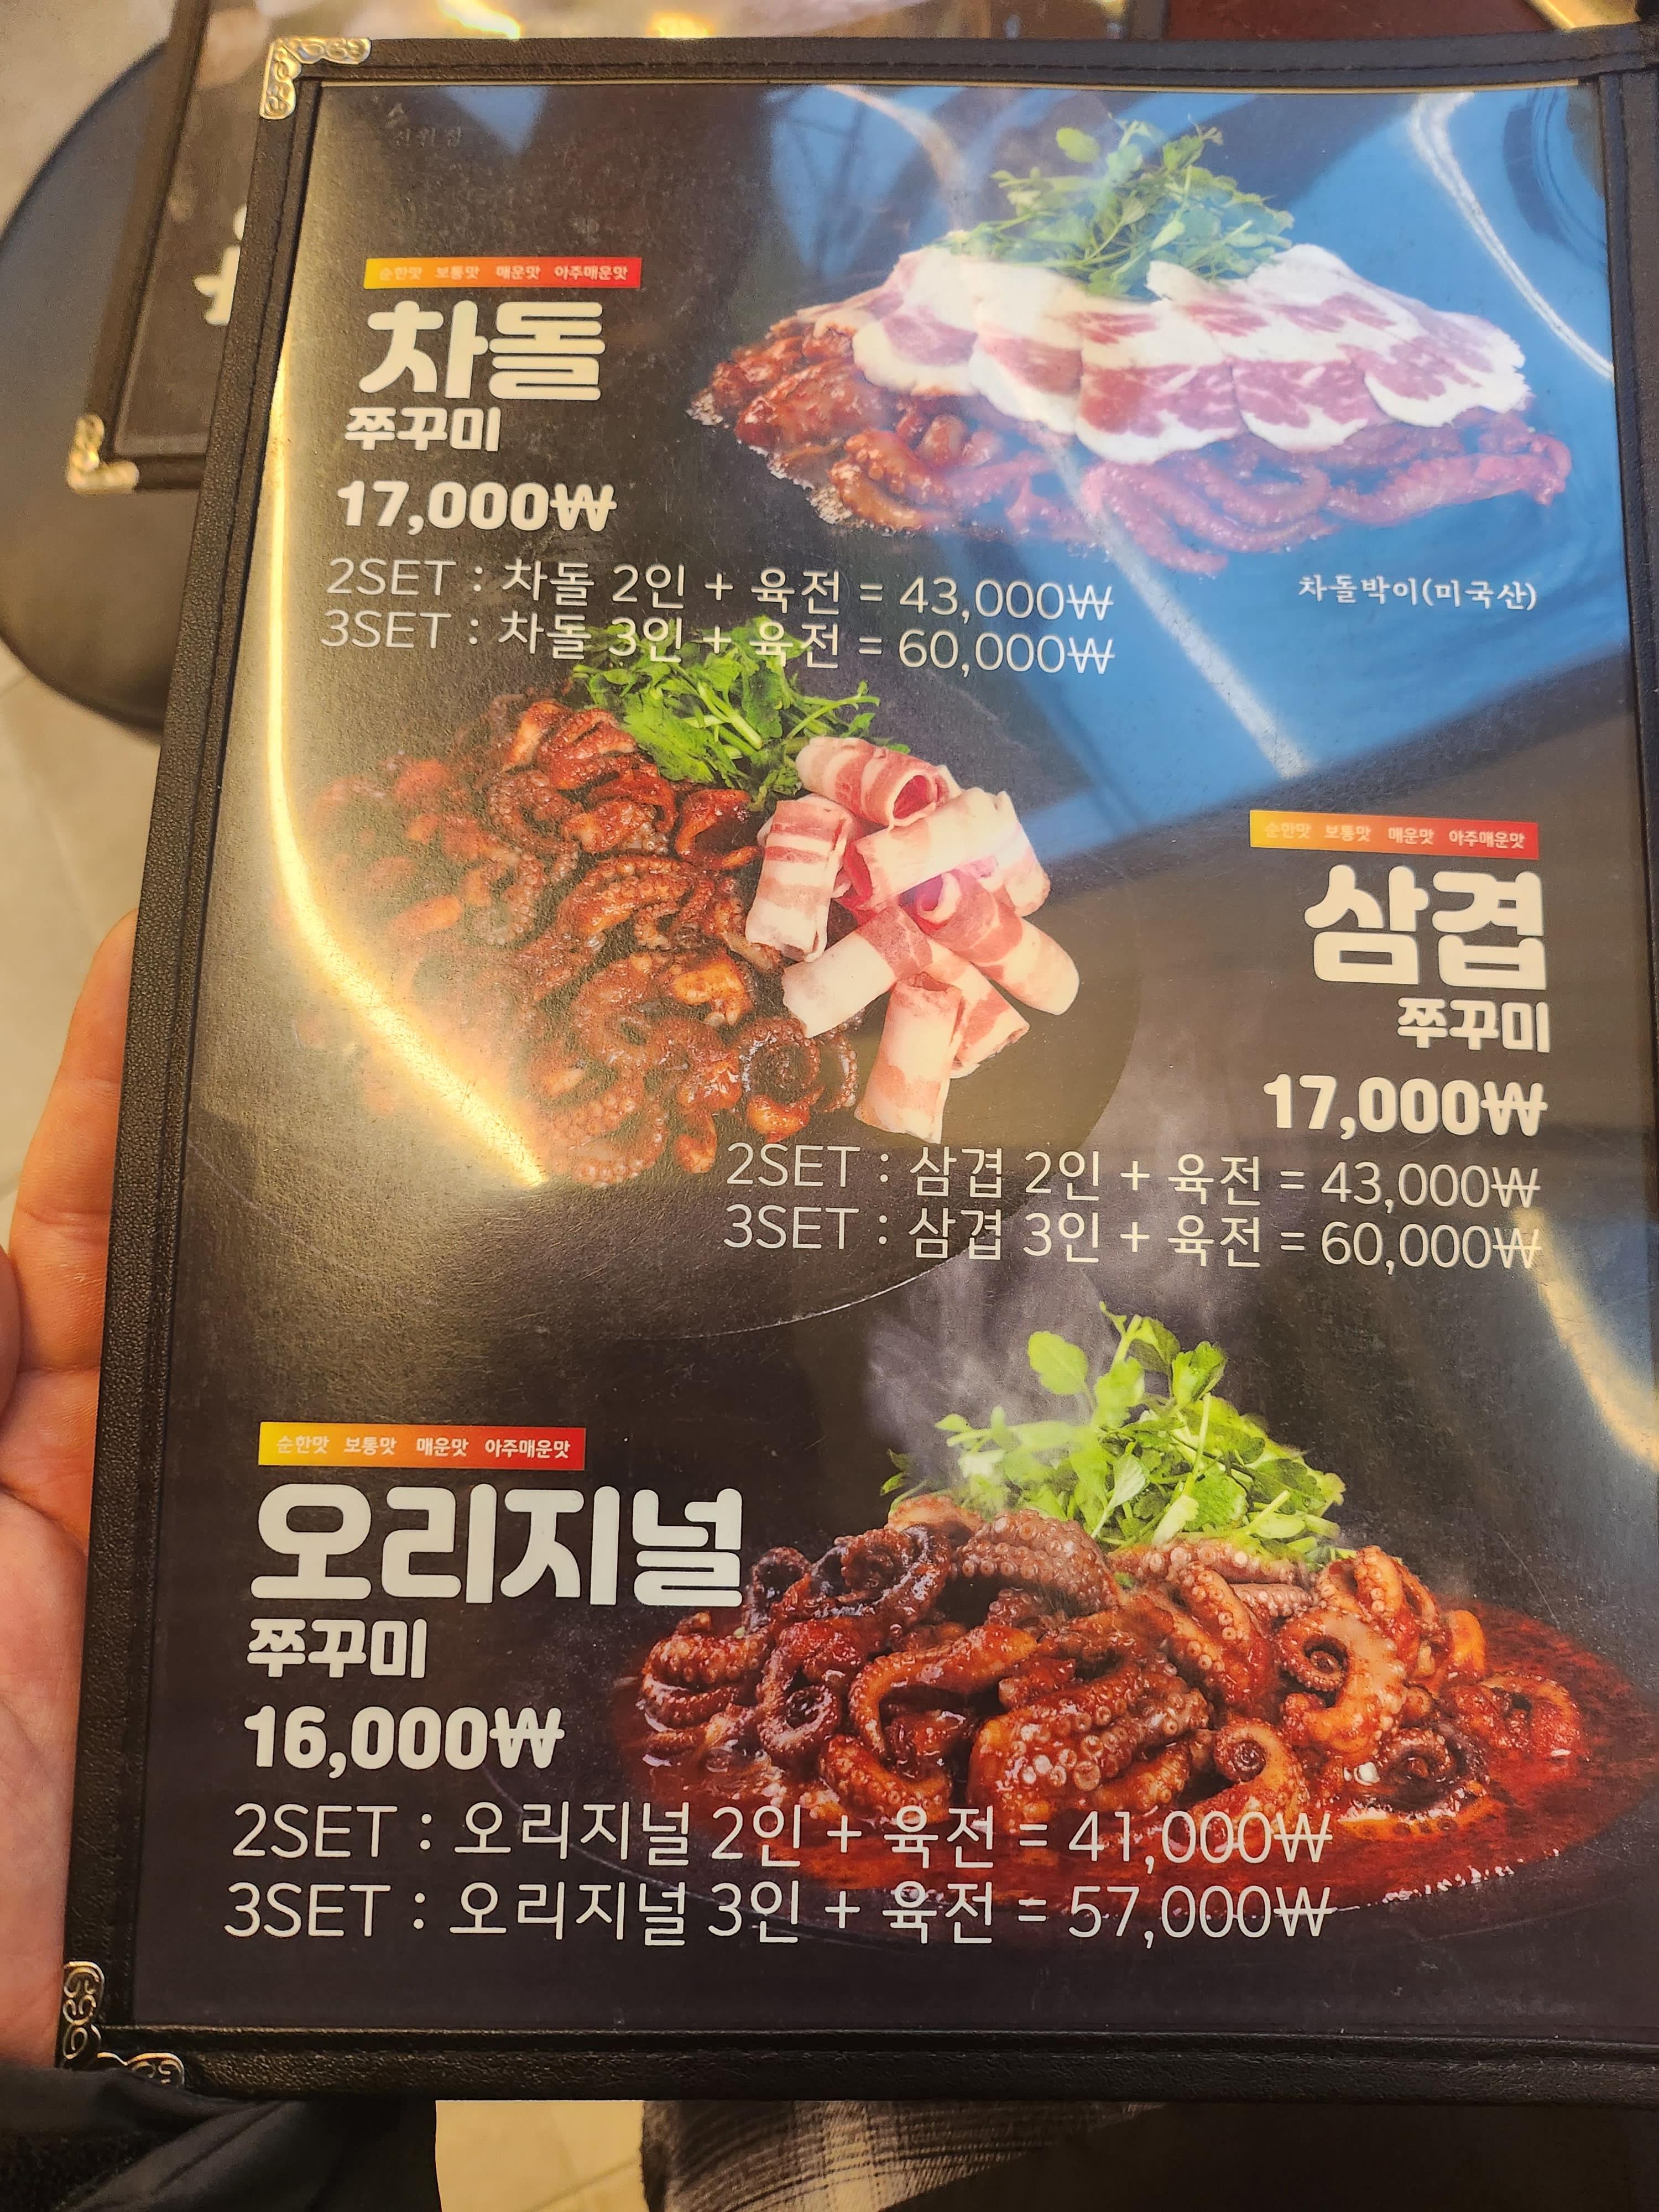 순한맛 보통맛 매운맛 아주매운맛
차돌
쭈꾸미
17,000₩
2SET : 차돌 2인 + 육전 = 43,000₩
3SET : 차돌 3인 + 육전 = 60,000₩
차돌박이(미국산)
순한맛 보통맛 매운맛 아주매운맛
삼겹
쭈꾸미
17,000₩
2SET : 삼겹 2인 + 육전 = 43,000₩
3SET : 삼겹 3인 + 육전 = 60,000₩
순한맛 보통맛 매운맛 아주매운맛
오리지널
쭈꾸미
16,000₩
2SET : 오리지널 2인 + 육전 = 41,000₩
3SET : 오리지널 3인 + 육전 = 57,000₩